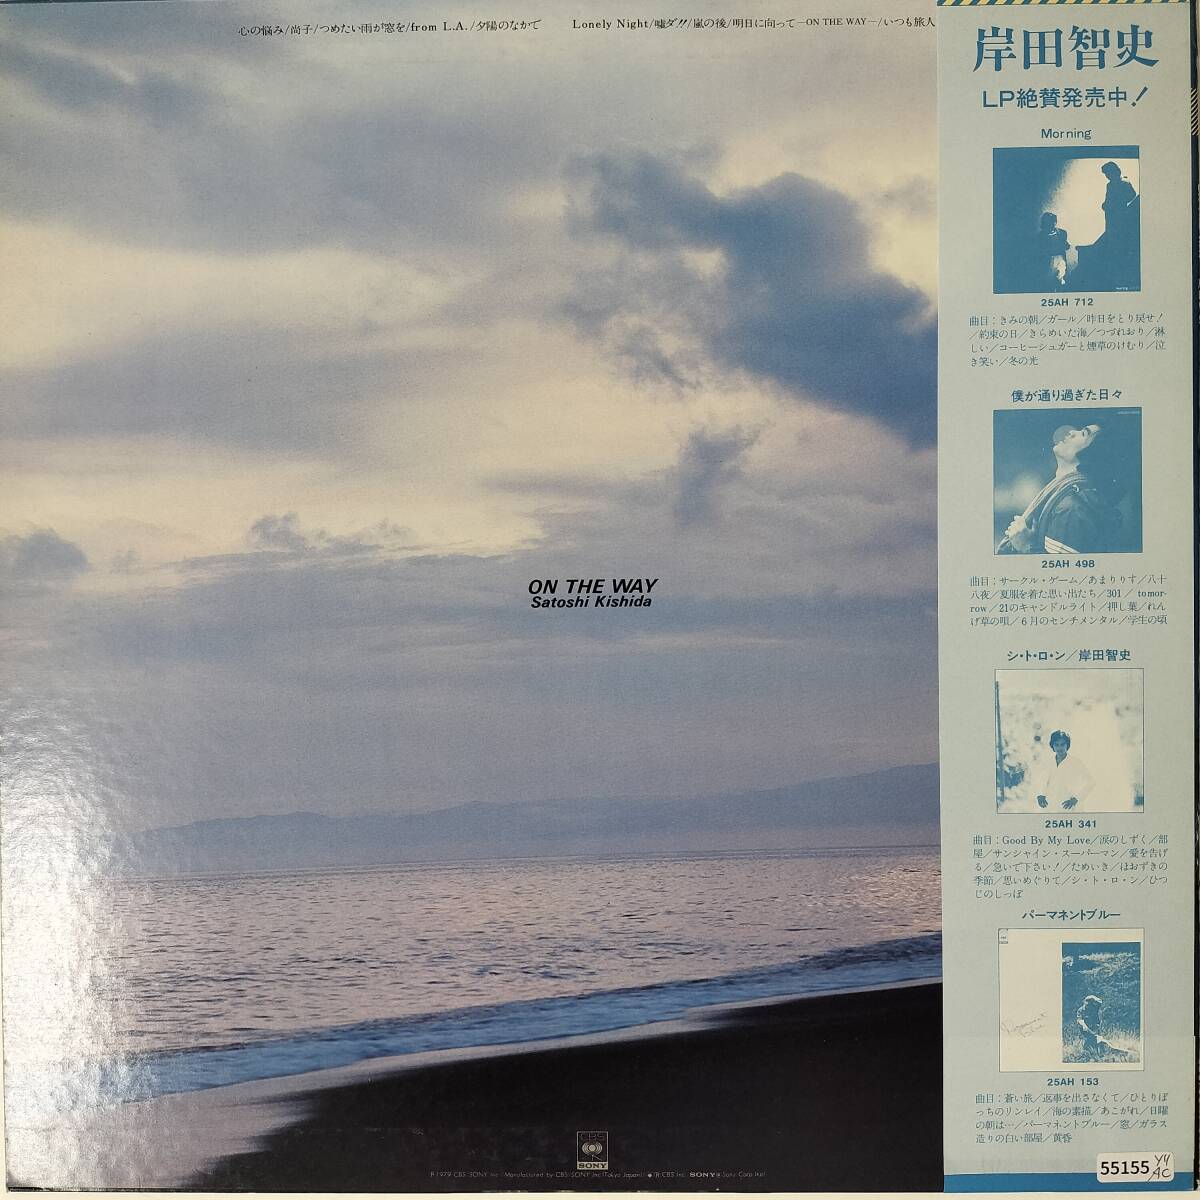 心の悩み/尚子/つめたい雨が窓を/from L.A./夕陽のなかで
Lonely Night/嘘ダ!!/嵐の後/明日に向って—ON THE WAY—/いつも旅人
ON THE WAY
Satoshi Kishida
CBS
SONY
岸田智史
LP絶賛発売中!
Morning
25AH 712
曲目:きみの朝/ガール/昨日をとり戻せ!
/約束の日/きらめいた海/つづれおり/淋
しい/コーヒーシュガーと煙草のけむり/泣
き笑い/冬の光
僕が通り過ぎた日々
25AH 498
曲目:サークル・ゲーム/あまりりす/八十
八夜/夏服を着た思い出たち/301/tomor-
row/21のキャンドルライト/押し葉/れん
げ草の唄/6月のセンチメンタル/学生の頃
シ・ト・ロ・ン/岸田智史
25AH 341
曲目:Good By My Love/涙のしずく/部
屋/サンシャイン・スーパーマン/愛を告げ
る/急いで下さい!/ためいき/ほおずきの
季節/思いめぐりて/シ・ト・ロ・ン/ひつ
じのしっぽ
パーマネントブルー
25AH 153
曲目:蒼い旅/返事を出さなくて/ひとりぼ
っちのリンレイ/海の素描/あこがれ/日曜
の朝は…/パーマネントブルー/窓/ガラス
造りの白い部屋/黄昏
55155 Y4
AC